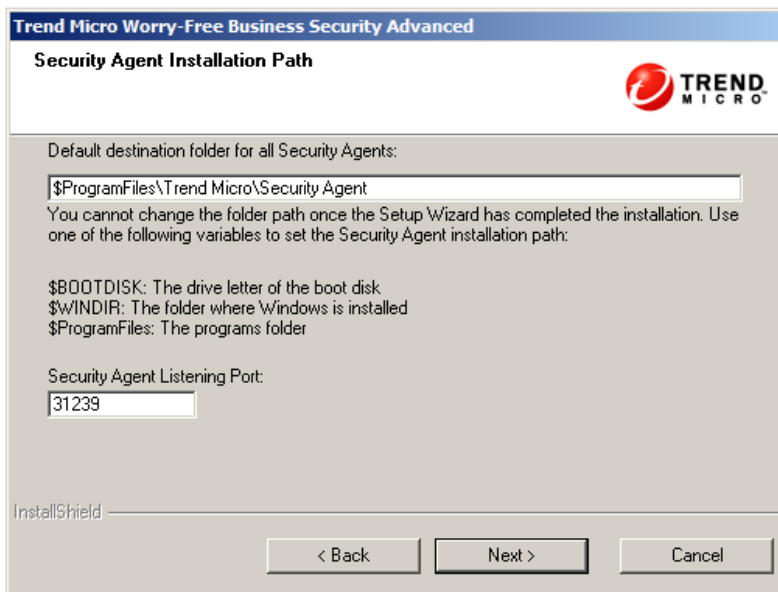 Trend Micro Worry-Free Business Security Advanced
Security Agent Installation Path
TREND
MICRO
Default destination folder for all Security Agents:
$ProgramFiles\Trend Micro\Security Agent
You cannot change the folder path once the Setup Wizard has completed the installation. Use
one of the following variables to set the Security Agent installation path:
$BOOTDISK: The drive letter of the boot disk
$WINDIR: The folder where Windows is installed
$ProgramFiles: The programs folder
Security Agent Listening Port:
31239
InstallShield
< Back
Next >
Cancel